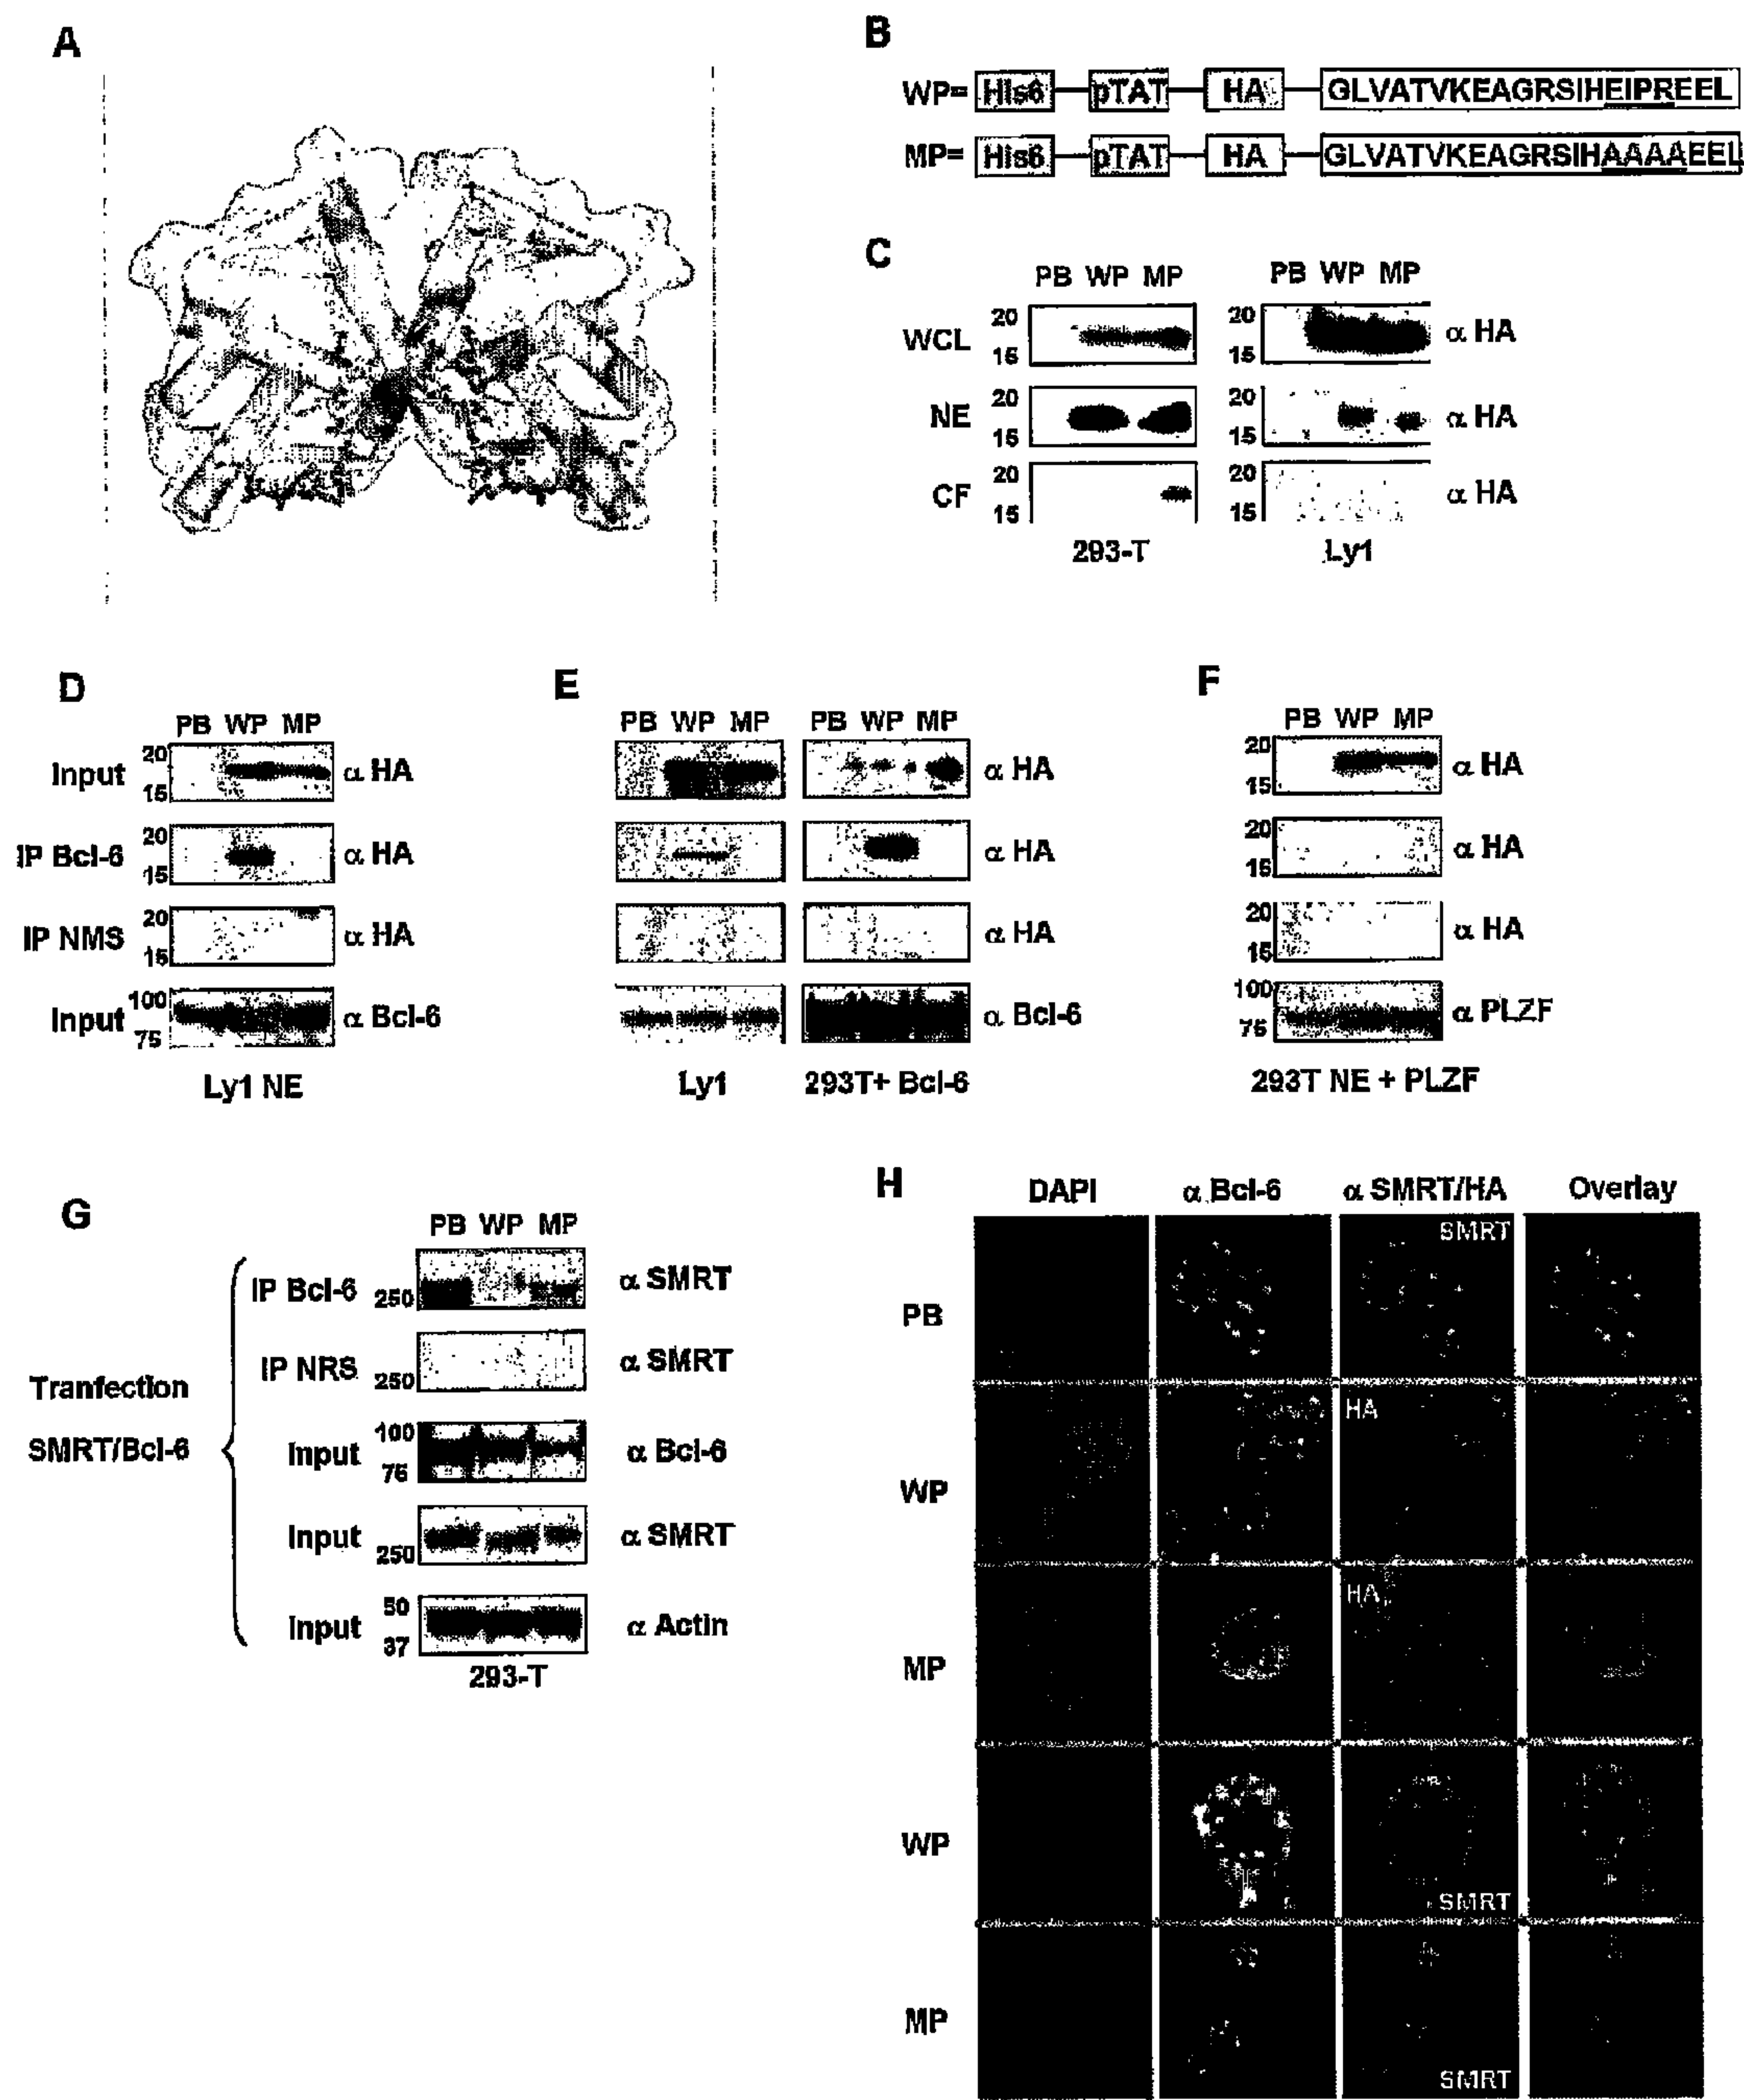 A
B
WP= His6 pTAT HA GLVATVKEAGRSIHEIPREEL
MP= His6 pTAT HA GLVATVKEAGRSIHAAAAEEL
C
PB WP MP PB WP MP
WCL 20 20 α HA
15 15
NE 20 20 α HA
15 15
CF 20 20 α HA
15 15
293-T Ly1
D
PB WP MP
Input 20 α HA
15
IP Bcl-6 20 α HA
15
IP NMS 20 α HA
15
Input 100 α Bcl-6
75
Ly1 NE
E
PB WP MP PB WP MP
α HA
α HA
α HA
α Bcl-6
Ly1 293T+ Bcl-6
F
PB WP MP
20 α HA
15
20 α HA
15
20 α HA
15
100 α PLZF
75
293T NE + PLZF
G
PB WP MP
IP Bcl-6 250 α SMRT
IP NRS 250 α SMRT
Tranfection
SMRT/Bcl-6
Input 100 α Bcl-6
75
Input 250 α SMRT
Input 50 α Actin
37
293-T
H
DAPI α Bcl-6 α SMRT/HA Overlay
PB SMRT
WP HA
MP HA
WP SMRT
MP SMRT